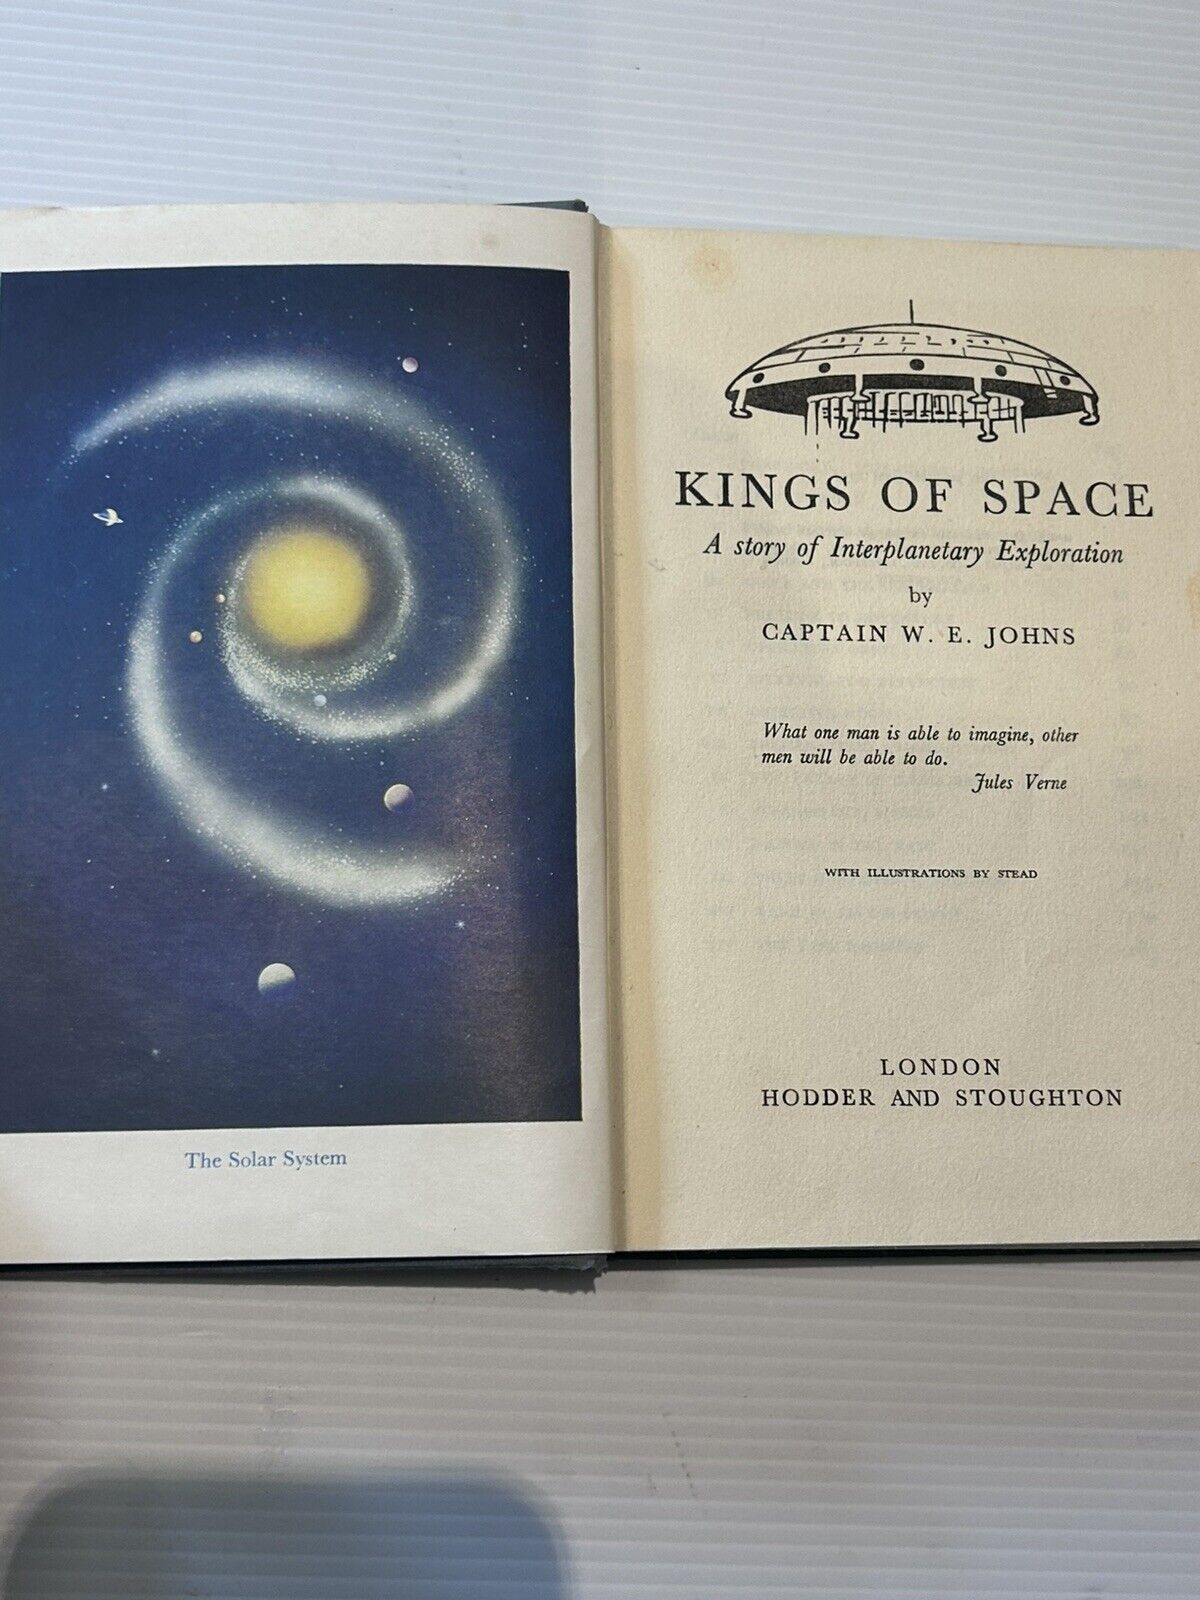 The Solar System
KINGS OF SPACE
A story of Interplanetary Exploration
by
CAPTAIN W. E. JOHNS
What one man is able to imagine, other
men will be able to do.
Jules Verne
WITH ILLUSTRATIONS BY STEAD
LONDON
HODDER AND STOUGHTON